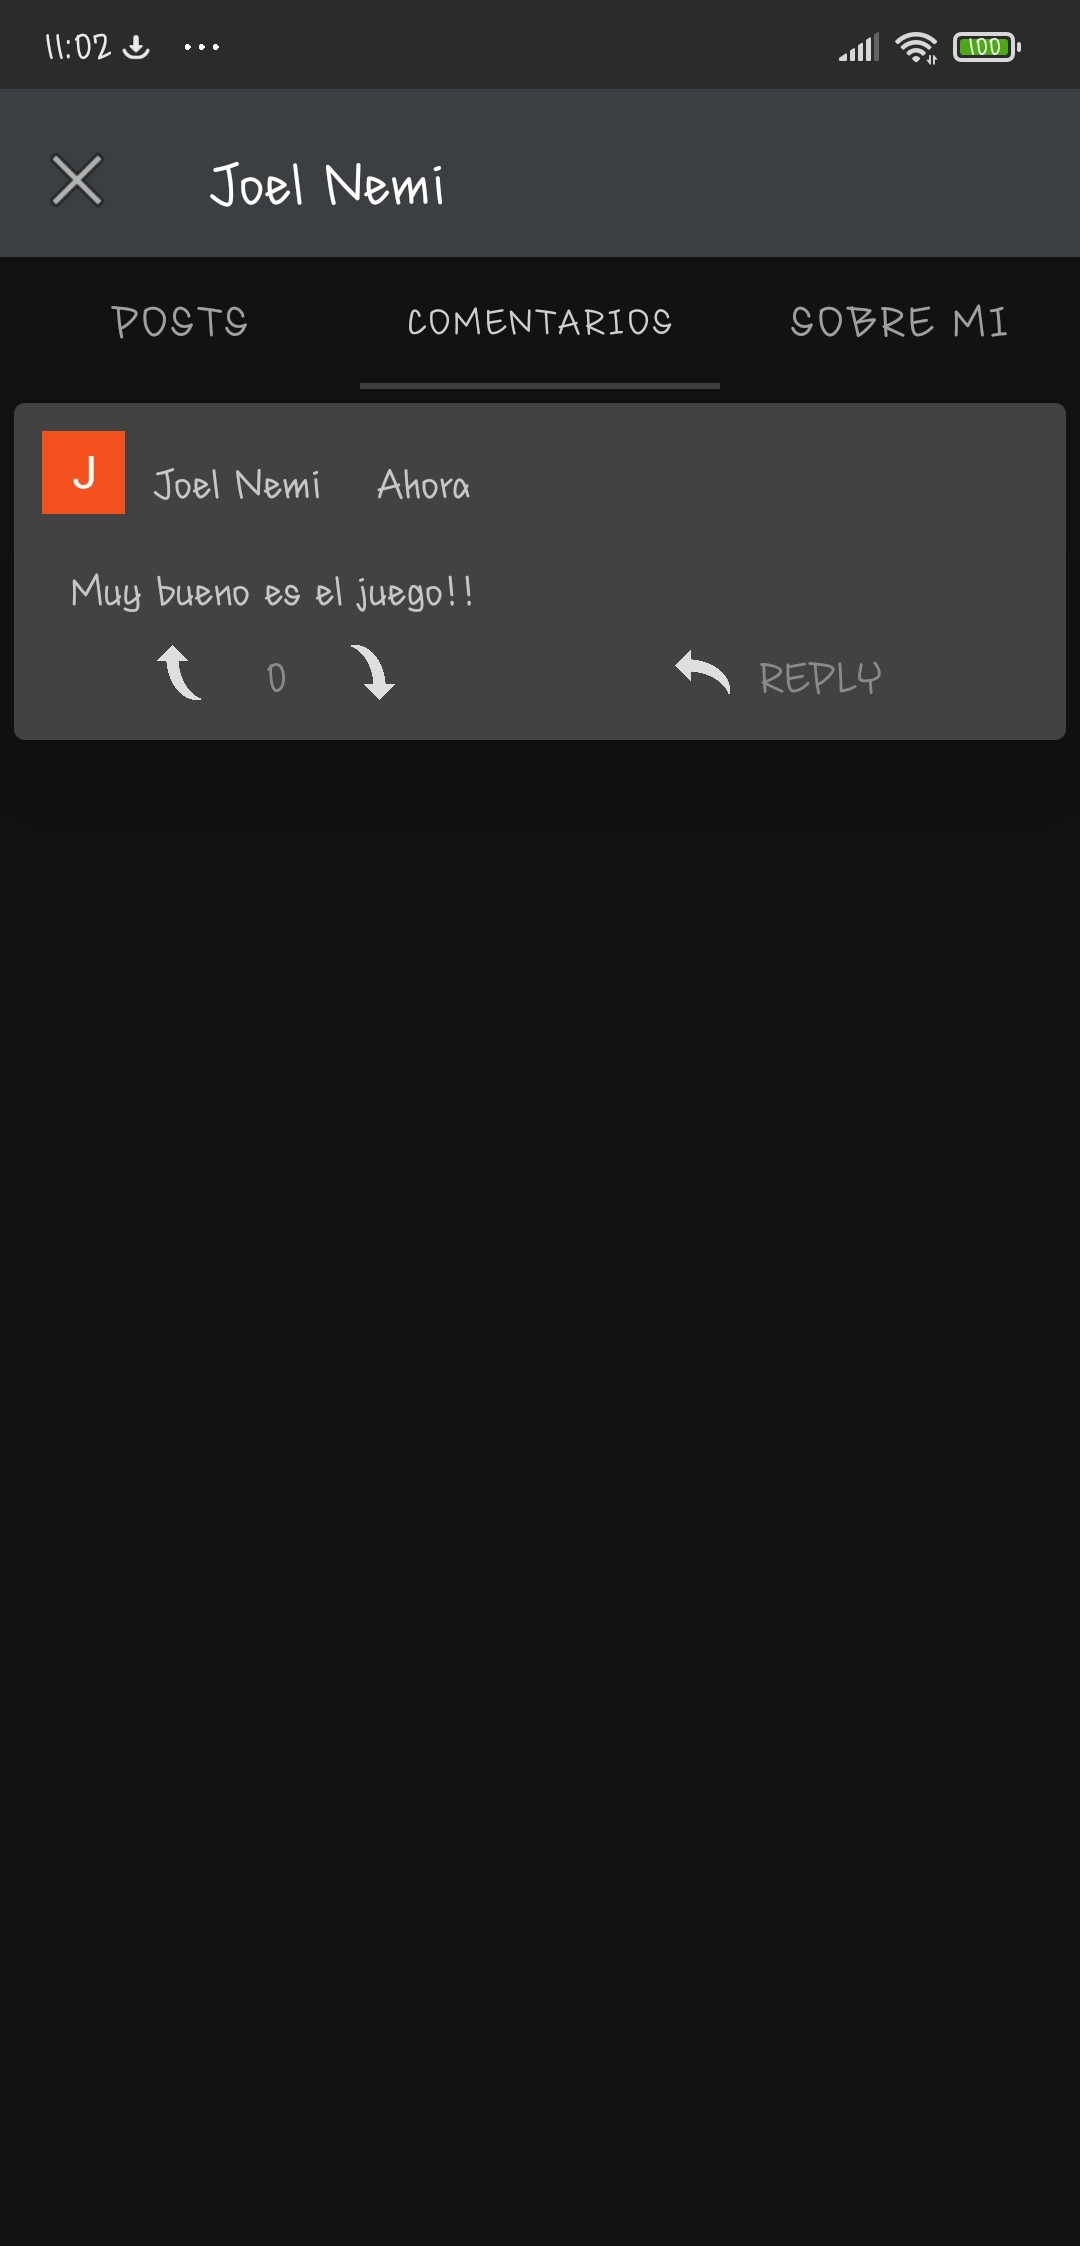 11:02
100
Joel Nemi
POSTS COMENTARIOS SOBRE MI
J Joel Nemi Ahora
Muy bueno es el juego!!
0 REPLY